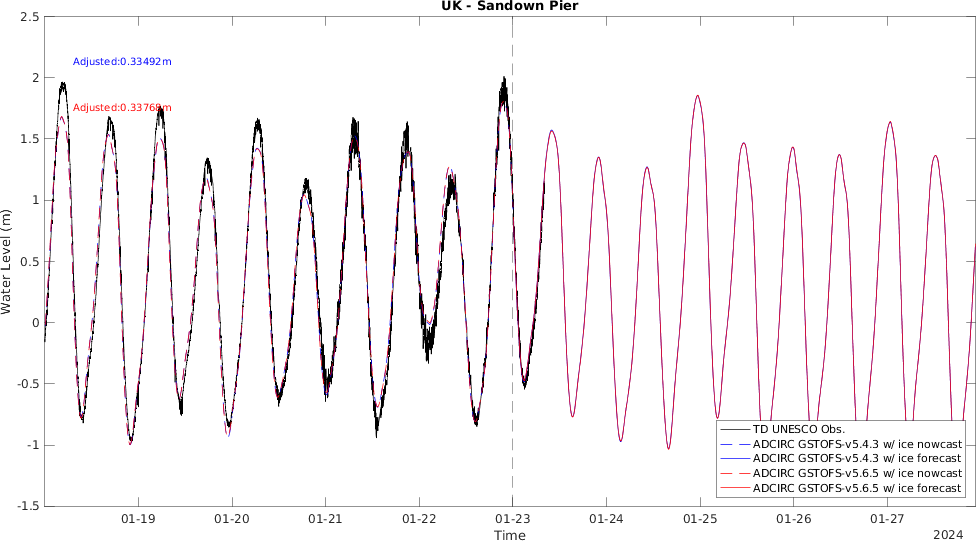 UK - Sandown Pier
2.5
2
1.5
1
0.5
0
-0.5
-1
-1.5
Water Level (m)
Adjusted:0.33492m
Adjusted:0.33768m
TD UNESCO Obs.
ADCIRC GSTOFS-v5.4.3 w/ ice nowcast
ADCIRC GSTOFS-v5.4.3 w/ ice forecast
ADCIRC GSTOFS-v5.6.5 w/ ice nowcast
ADCIRC GSTOFS-v5.6.5 w/ ice forecast
01-19 01-20 01-21 01-22 01-23 01-24 01-25 01-26 01-27
Time
2024